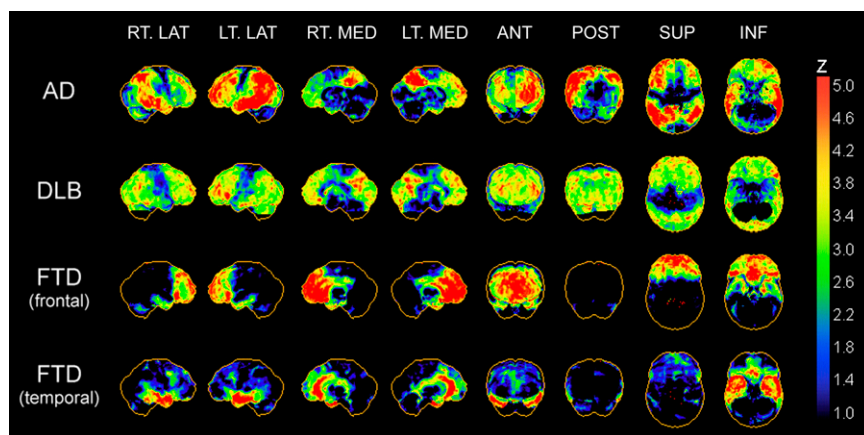 RT. LAT LT. LAT RT. MED LT. MED ANT POST SUP INF
Z
AD
DLB
FTD
(frontal)
FTD
(temporal)
5.0
4.2
3.8
3.4
3.0
2.6
2.2
1.8
1.4
1.0